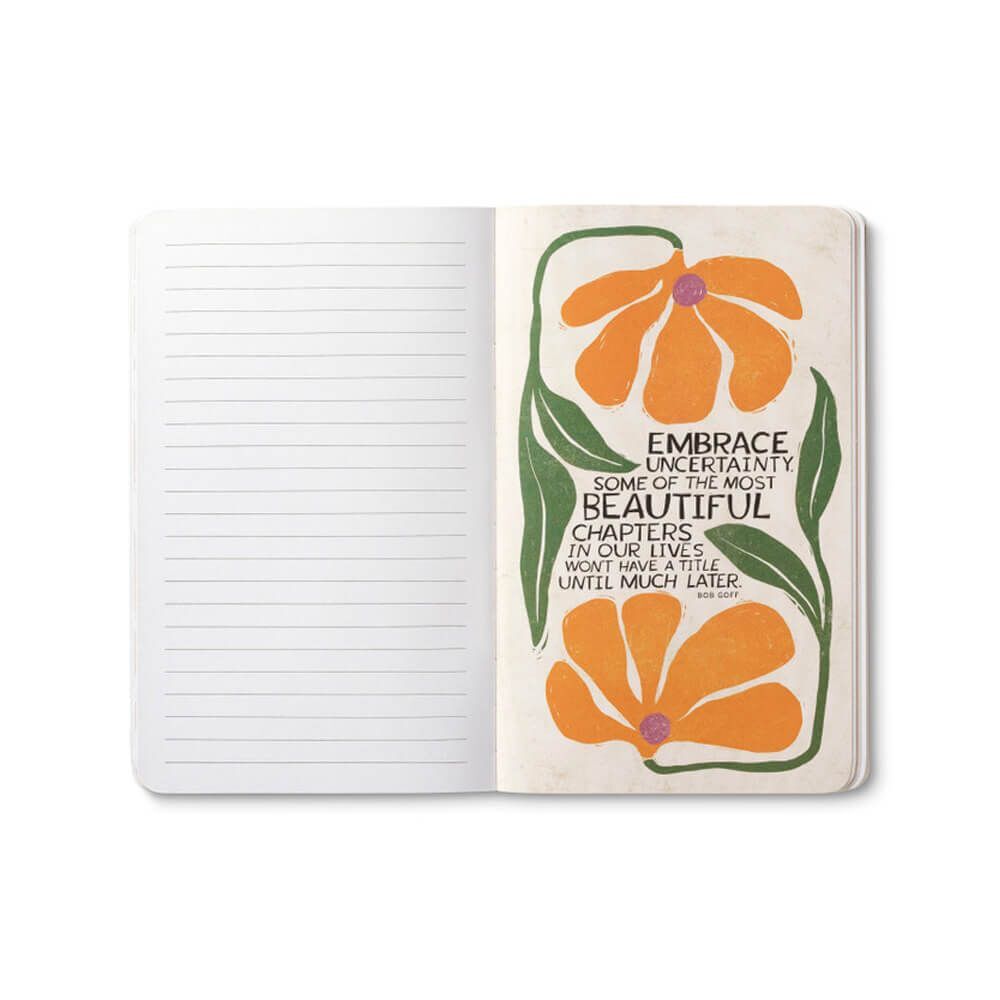 EMBRACE
UNCERTAINTY.
SOME OF THE MOST
BEAUTIFUL
CHAPTERS
IN OUR LIVES
WON'T HAVE A TITLE
UNTIL MUCH LATER.
BOB GOFF